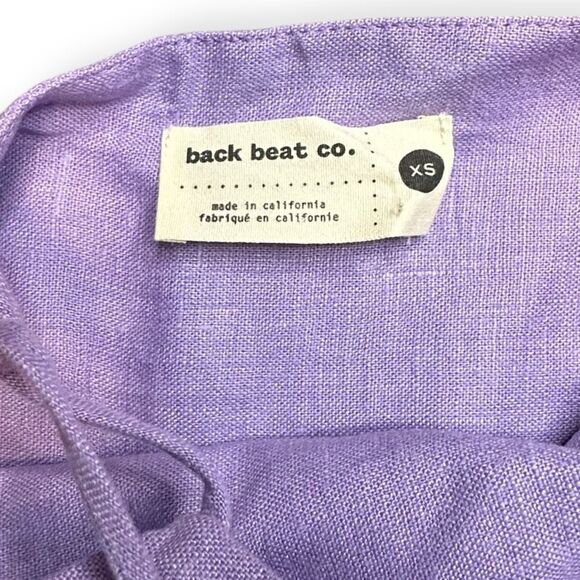 back beat co.
XS
made in california
fabriqué en californie